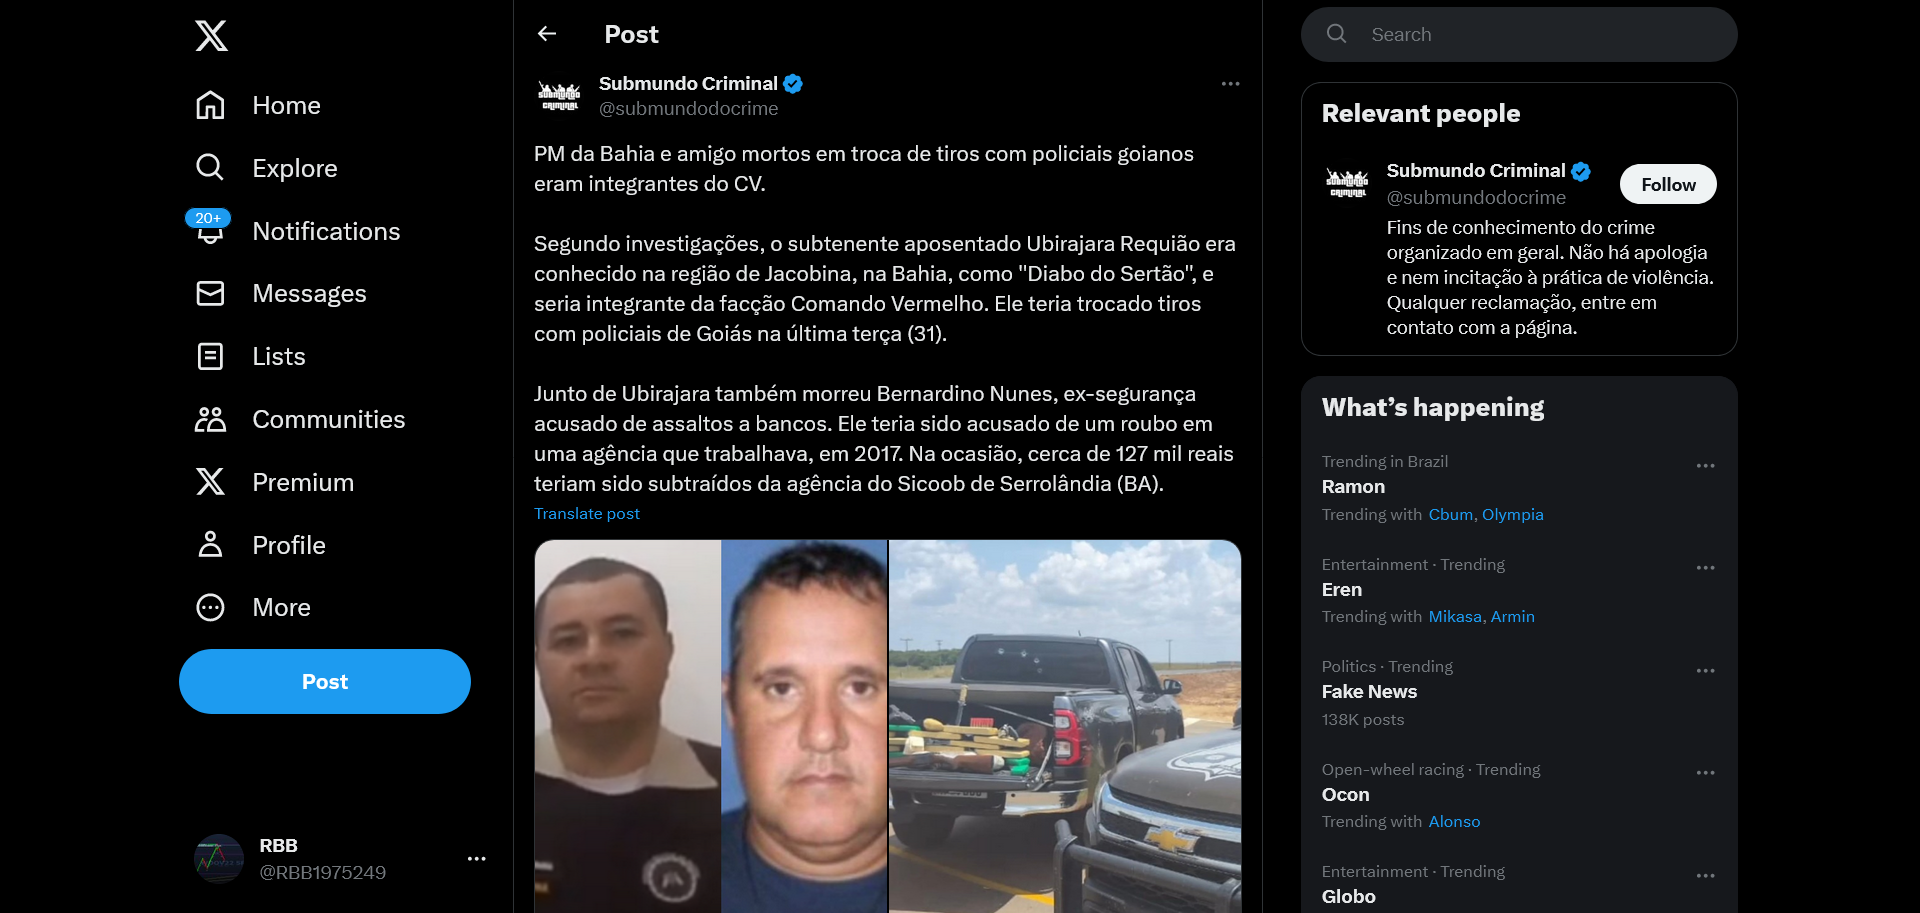 Home
Explore
20+
Notifications
Messages
Lists
Communities
Premium
Profile
More
Post
RBB
@RBB1975249
Post
SUBMUNDO
CRIMINAL
Submundo Criminal
@submundodocrime
PM da Bahia e amigo mortos em troca de tiros com policiais goianos
eram integrantes do CV.
Segundo investigações, o subtenente aposentado Ubirajara Requião era
conhecido na região de Jacobina, na Bahia, como "Diabo do Sertão", e
seria integrante da facção Comando Vermelho. Ele teria trocado tiros
com policiais de Goiás na última terça (31).
Junto de Ubirajara também morreu Bernardino Nunes, ex-segurança
acusado de assaltos a bancos. Ele teria sido acusado de um roubo em
uma agência que trabalhava, em 2017. Na ocasião, cerca de 127 mil reais
teriam sido subtraídos da agência do Sicoob de Serrolândia (BA).
Translate post
Search
Relevant people
SUBMUNDO
CRIMINAL
Submundo Criminal
@submundodocrime
Follow
Fins de conhecimento do crime
organizado em geral. Não há apologia
e nem incitação à prática de violência.
Qualquer reclamação, entre em
contato com a página.
What's happening
Trending in Brazil
Ramon
Trending with Cbum, Olympia
Entertainment · Trending
Eren
Trending with Mikasa, Armin
Politics · Trending
Fake News
138K posts
Open-wheel racing · Trending
Ocon
Trending with Alonso
Entertainment · Trending
Globo